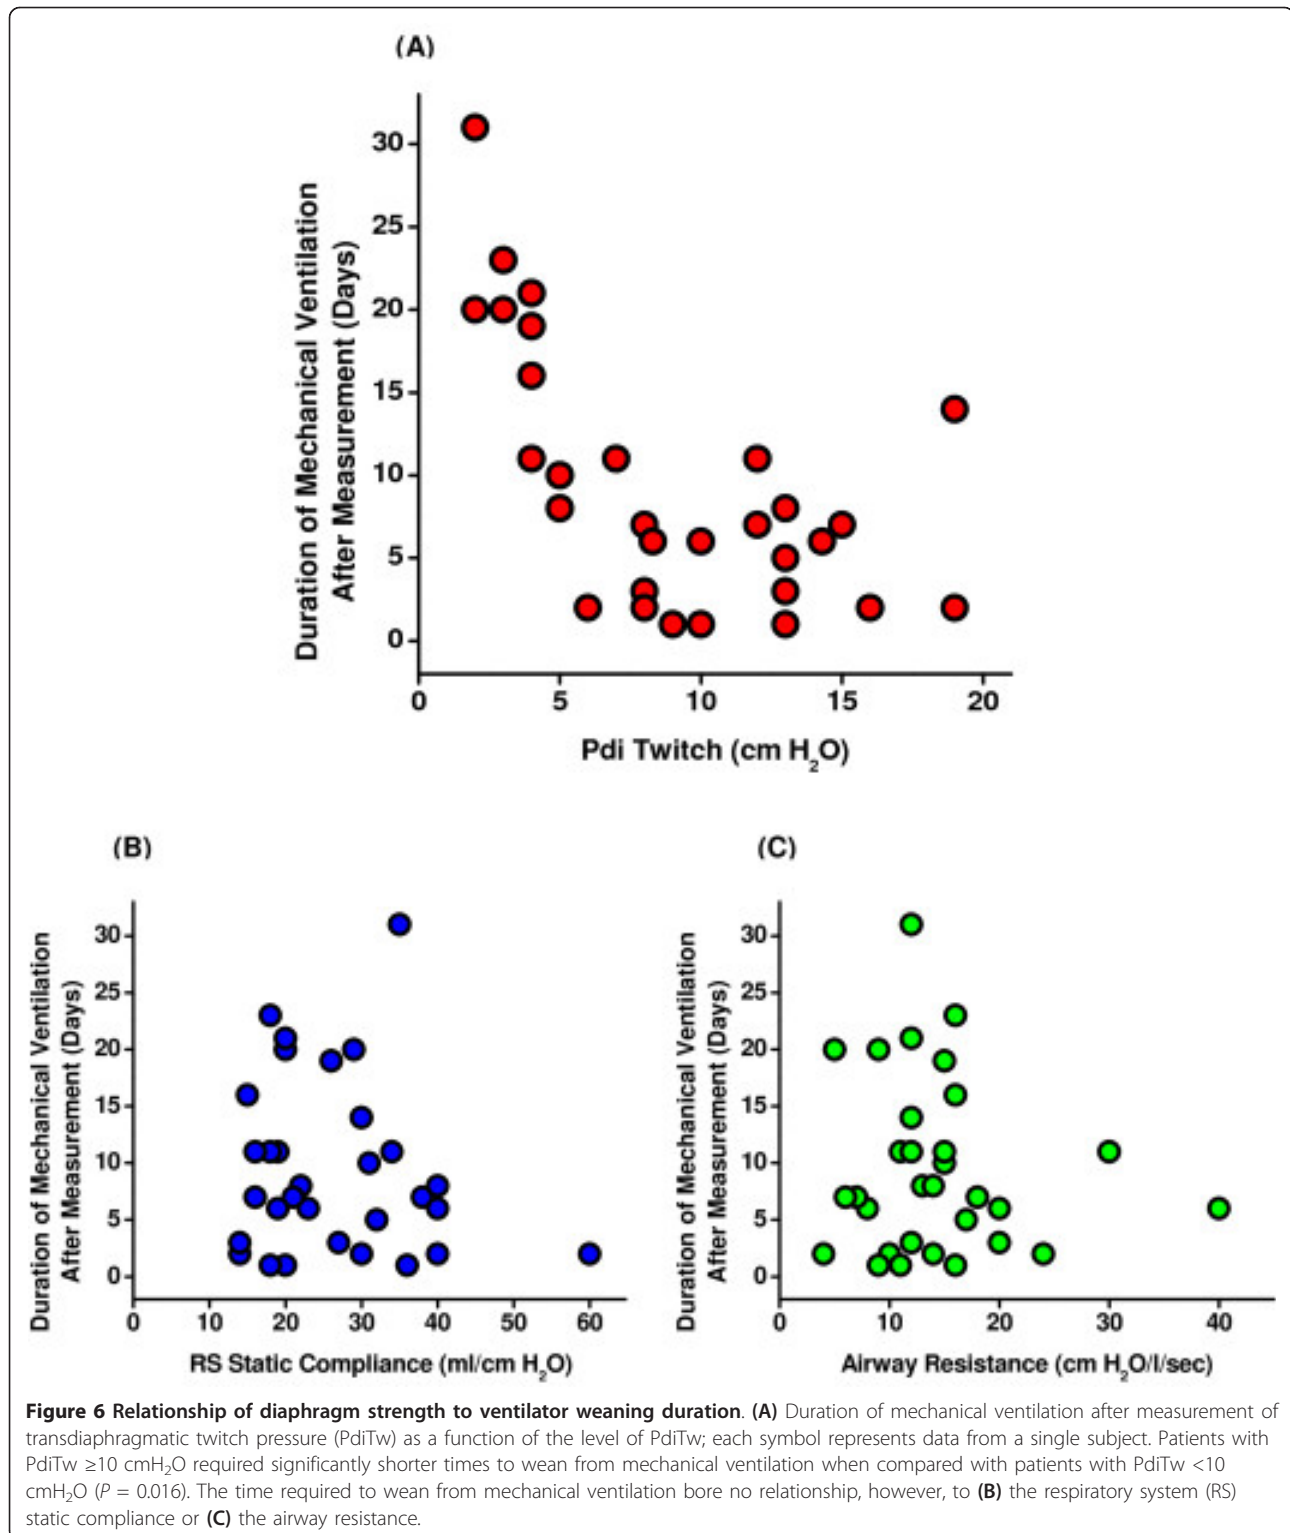 (A)
Duration of Mechanical Ventilation
After Measurement (Days)
30
25
20
15
10
5
0
0 5 10 15 20
Pdi Twitch (cm H₂O)
(B)
Duration of Mechanical Ventilation
After Measurement (Days)
30
25
20
15
10
5
0
0 10 20 30 40 50 60
RS Static Compliance (ml/cm H₂O)
(C)
Duration of Mechanical Ventilation
After Measurement (Days)
30
25
20
15
10
5
0
0 10 20 30 40
Airway Resistance (cm H₂O/l/sec)
Figure 6 Relationship of diaphragm strength to ventilator weaning duration. (A) Duration of mechanical ventilation after measurement of
transdiaphragmatic twitch pressure (PdiTw) as a function of the level of PdiTw; each symbol represents data from a single subject. Patients with
PdiTw ≥10 cmH₂O required significantly shorter times to wean from mechanical ventilation when compared with patients with PdiTw <10
cmH₂O (P = 0.016). The time required to wean from mechanical ventilation bore no relationship, however, to (B) the respiratory system (RS)
static compliance or (C) the airway resistance.